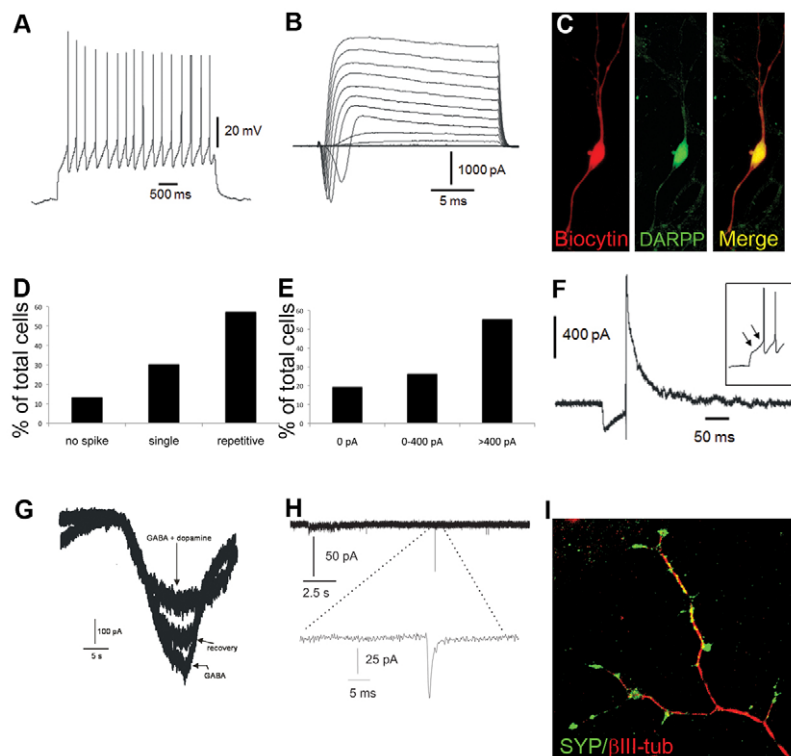 A
20 mV
500 ms
B
1000 pA
5 ms
C
Biocytin
DARPP
Merge
D
% of total cells
60
50
40
30
20
10
0
no spike
single
repetitive
E
% of total cells
60
50
40
30
20
10
0
0 pA
0-400 pA
>400 pA
F
400 pA
50 ms
G
GABA + dopamine
100 pA
5 s
recovery
GABA
H
50 pA
2.5 s
25 pA
5 ms
I
SYP/βIII-tub